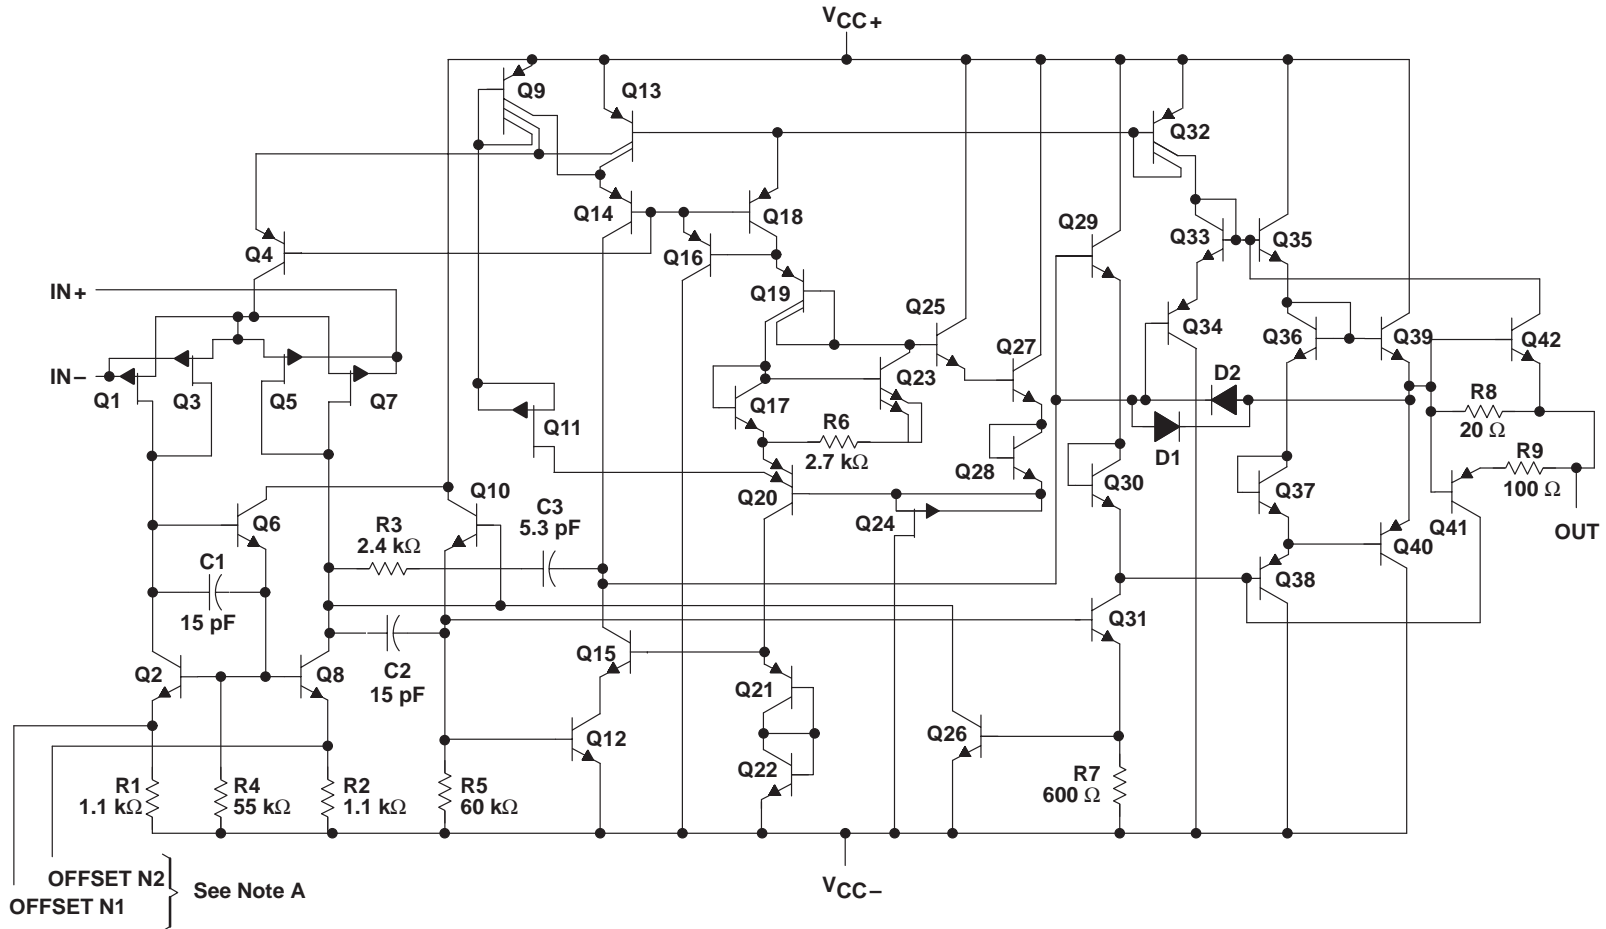 VCC+
Q9
Q13
Q32
Q14
Q18
Q29
Q33
Q35
Q4
Q16
IN+
Q19
Q25
Q34
Q36
Q39
Q42
Q27
IN−
Q1
Q3
Q5
Q7
Q23
D2
Q17
R8
20 Ω
Q11
R6
2.7 kΩ
D1
R9
100 Ω
Q28
Q30
Q37
Q10
Q20
C3
5.3 pF
Q24
Q6
R3
2.4 kΩ
Q41
OUT
Q40
C1
15 pF
Q38
Q31
Q2
Q8
C2
15 pF
Q15
Q21
Q12
Q26
Q22
R1
1.1 kΩ
R4
55 kΩ
R2
1.1 kΩ
R5
60 kΩ
R7
600 Ω
OFFSET N2
OFFSET N1
See Note A
VCC−